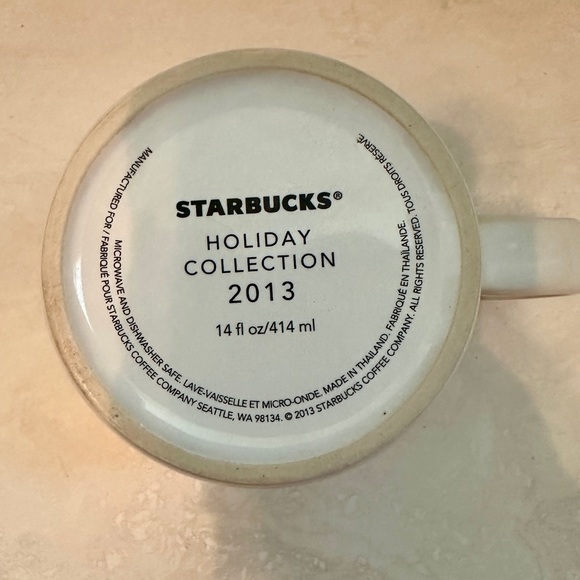 STARBUCKS®
HOLIDAY
COLLECTION
2013
14 fl oz/414 ml
MICROWAVE AND DISHWASHER SAFE. LAVE-VAISSELLE ET MICRO-ONDE. MADE IN THAILAND. FABRIQUÉ EN THAÏLANDE.
MANUFACTURED FOR / FABRIQUÉ POUR STARBUCKS COFFEE COMPANY SEATTLE, WA 98134. © 2013 STARBUCKS COFFEE COMPANY. ALL RIGHTS RESERVED. TOUS DROITS RÉSERVÉ.